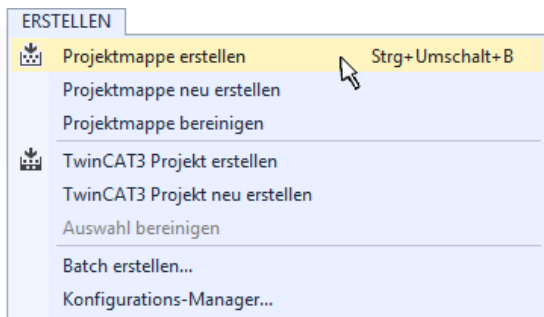 ERSTELLEN
Projektmappe erstellen Strg+Umschalt+B
Projektmappe neu erstellen
Projektmappe bereinigen
TwinCAT3 Projekt erstellen
TwinCAT3 Projekt neu erstellen
Auswahl bereinigen
Batch erstellen...
Konfigurations-Manager...